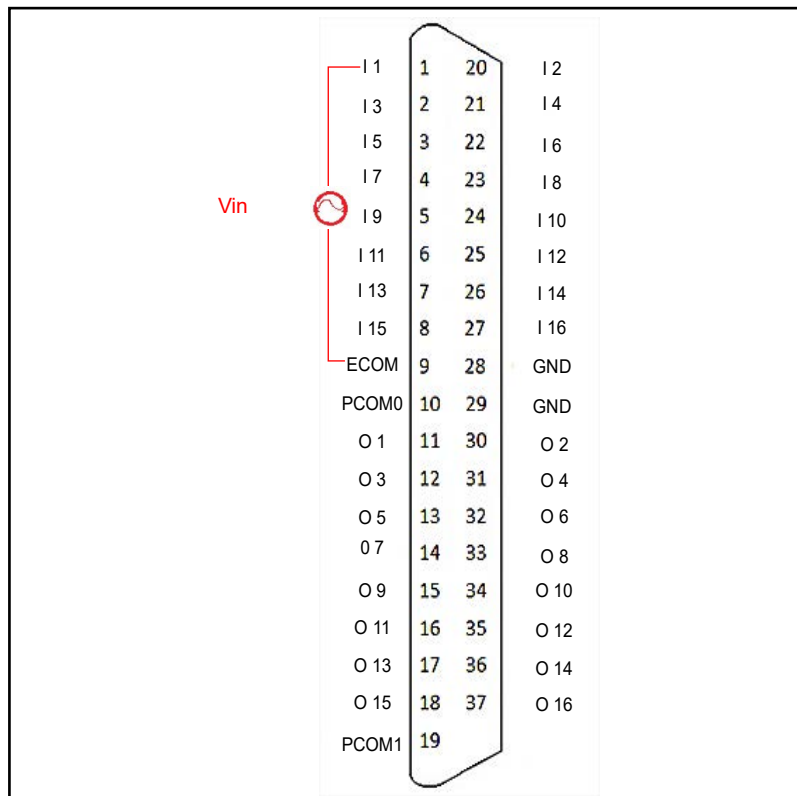 I 1 1 20 I 2
I 3 2 21 I 4
I 5 3 22 I 6
I 7 4 23 I 8
Vin I 9 5 24 I 10
I 11 6 25 I 12
I 13 7 26 I 14
I 15 8 27 I 16
ECOM 9 28 GND
PCOM0 10 29 GND
O 1 11 30 O 2
O 3 12 31 O 4
O 5 13 32 O 6
0 7 14 33 O 8
O 9 15 34 O 10
O 11 16 35 O 12
O 13 17 36 O 14
O 15 18 37 O 16
PCOM1 19